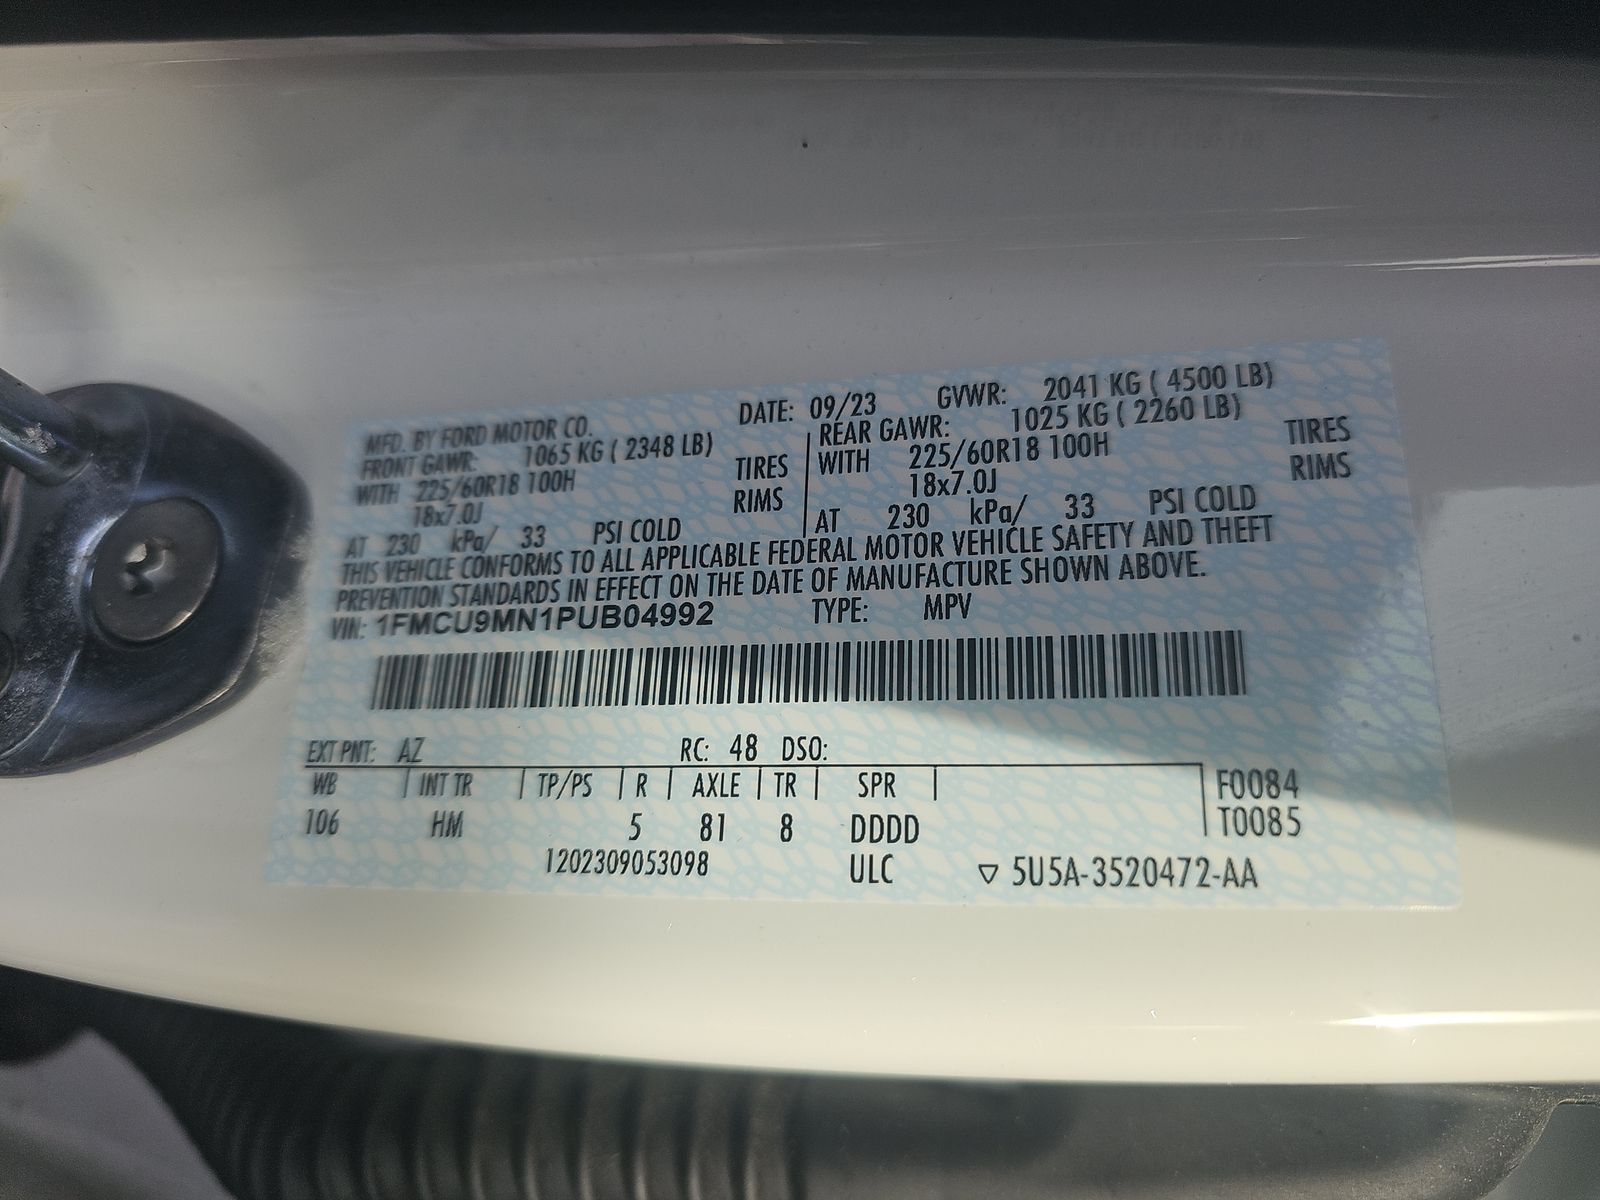 MFD. BY FORD MOTOR CO. DATE: 09/23 GVWR: 2041 KG ( 4500 LB)
FRONT GAWR: 1065 KG ( 2348 LB) REAR GAWR: 1025 KG ( 2260 LB)
WITH 225/60R18 100H TIRES WITH 225/60R18 100H TIRES
18x7.0J RIMS 18x7.0J RIMS
AT 230 kPa/ 33 PSI COLD AT 230 kPa/ 33 PSI COLD
THIS VEHICLE CONFORMS TO ALL APPLICABLE FEDERAL MOTOR VEHICLE SAFETY AND THEFT
PREVENTION STANDARDS IN EFFECT ON THE DATE OF MANUFACTURE SHOWN ABOVE.
VIN: 1FMCU9MN1PUB04992 TYPE: MPV
EXT PNT: AZ RC: 48 DSO:
WB INT TR TP/PS R AXLE TR SPR F0084
106 HM 5 81 8 DDDD T0085
1202309053098 ULC ▽ 5U5A-3520472-AA